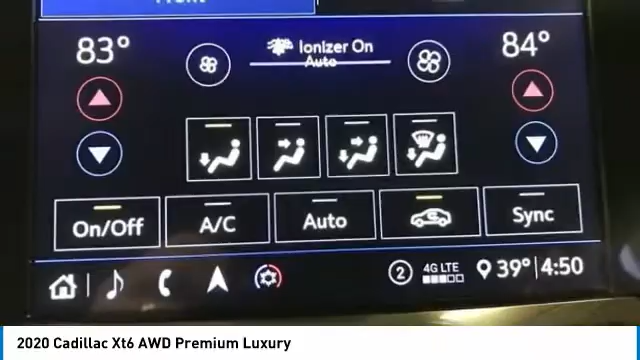 Front
83°
Ionizer On
Auto
84°
On/Off
A/C
Auto
Sync
2
4G LTE
39°
4:50
2020 Cadillac Xt6 AWD Premium Luxury